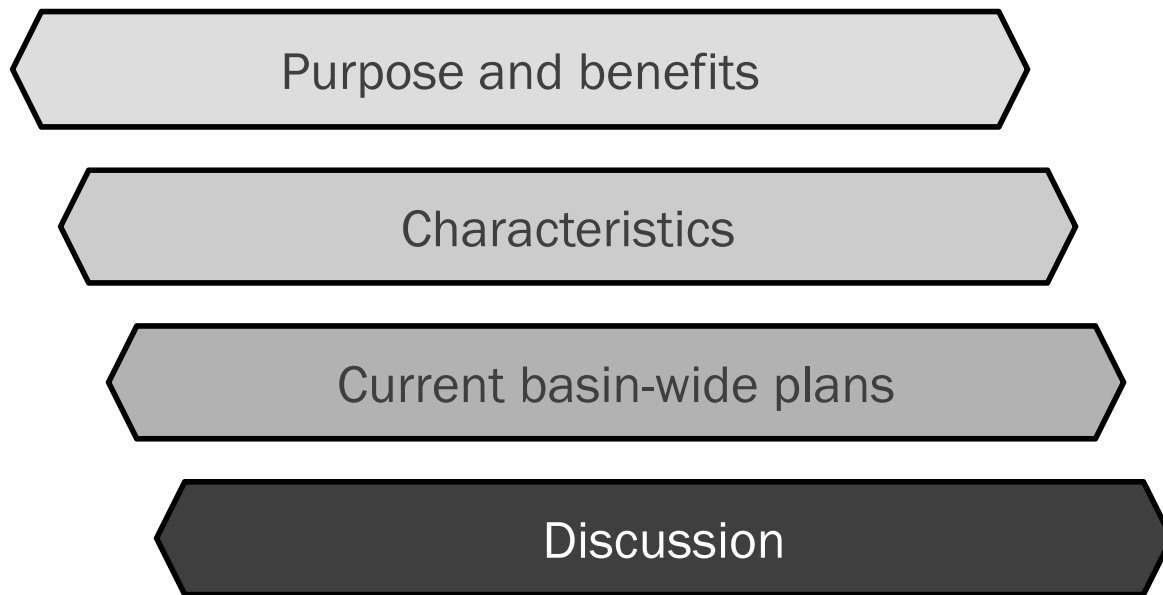 Purpose and benefits
Characteristics
Current basin-wide plans
Discussion